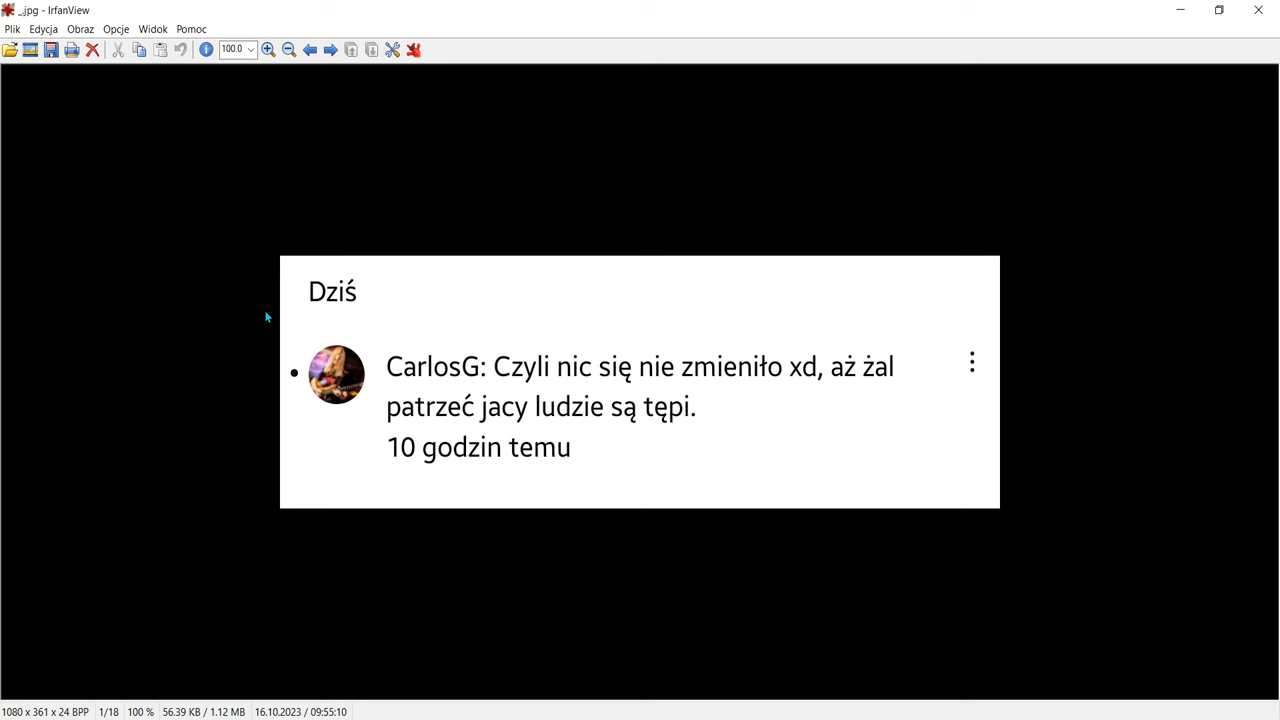 _.jpg - IrfanView
Plik Edycja Obraz Opcje Widok Pomoc
100.0
Dziś
CarlosG: Czyli nic się nie zmieniło xd, aż żal
patrzeć jacy ludzie są tępi.
10 godzin temu
1080 x 361 x 24 BPP 1/18 100 % 56.39 KB / 1.12 MB 16.10.2023 / 09:55:10